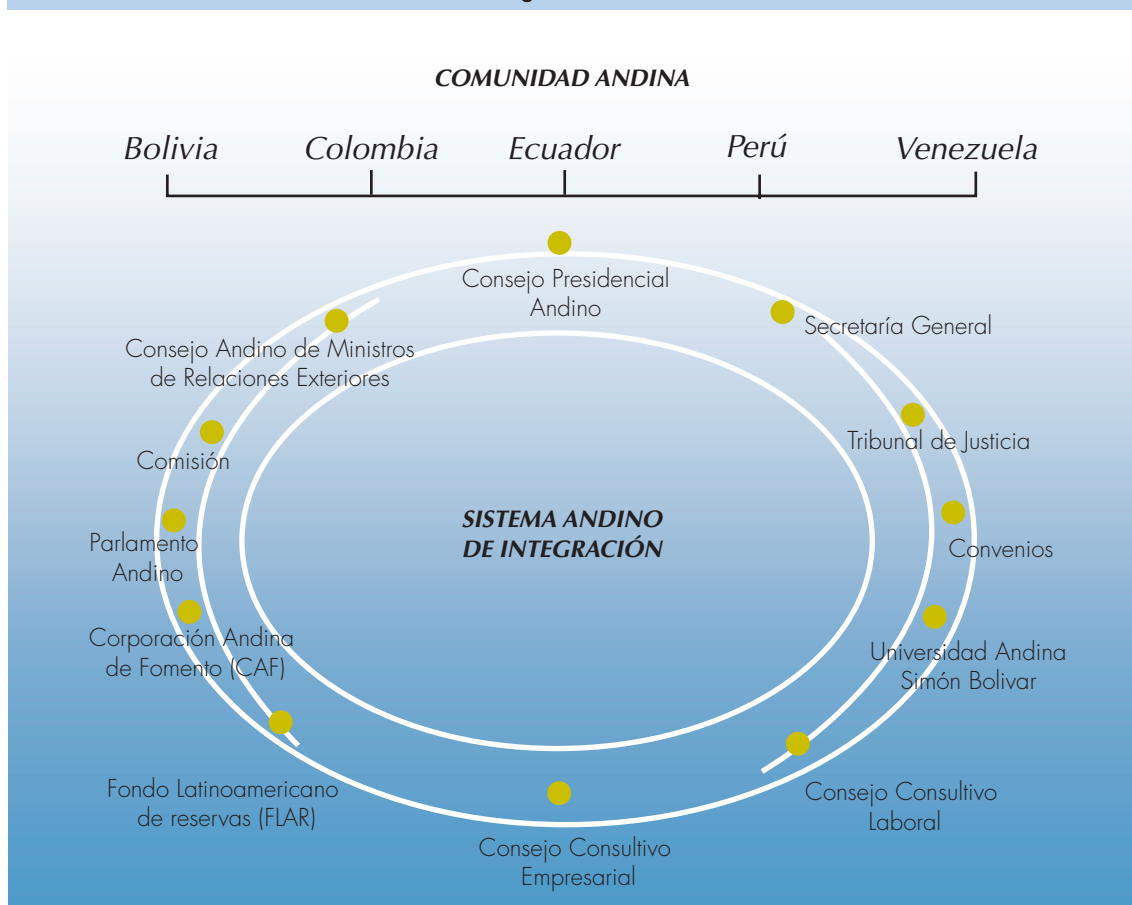 COMUNIDAD ANDINA
Bolivia Colombia Ecuador Perú Venezuela
Consejo Presidencial
Andino
Secretaría General
Consejo Andino de Ministros
de Relaciones Exteriores
Tribunal de Justicia
Comisión
SISTEMA ANDINO
DE INTEGRACIÓN
Parlamento
Andino
Convenios
Corporación Andina
de Fomento (CAF)
Universidad Andina
Simón Bolivar
Fondo Latinoamericano
de reservas (FLAR)
Consejo Consultivo
Laboral
Consejo Consultivo
Empresarial